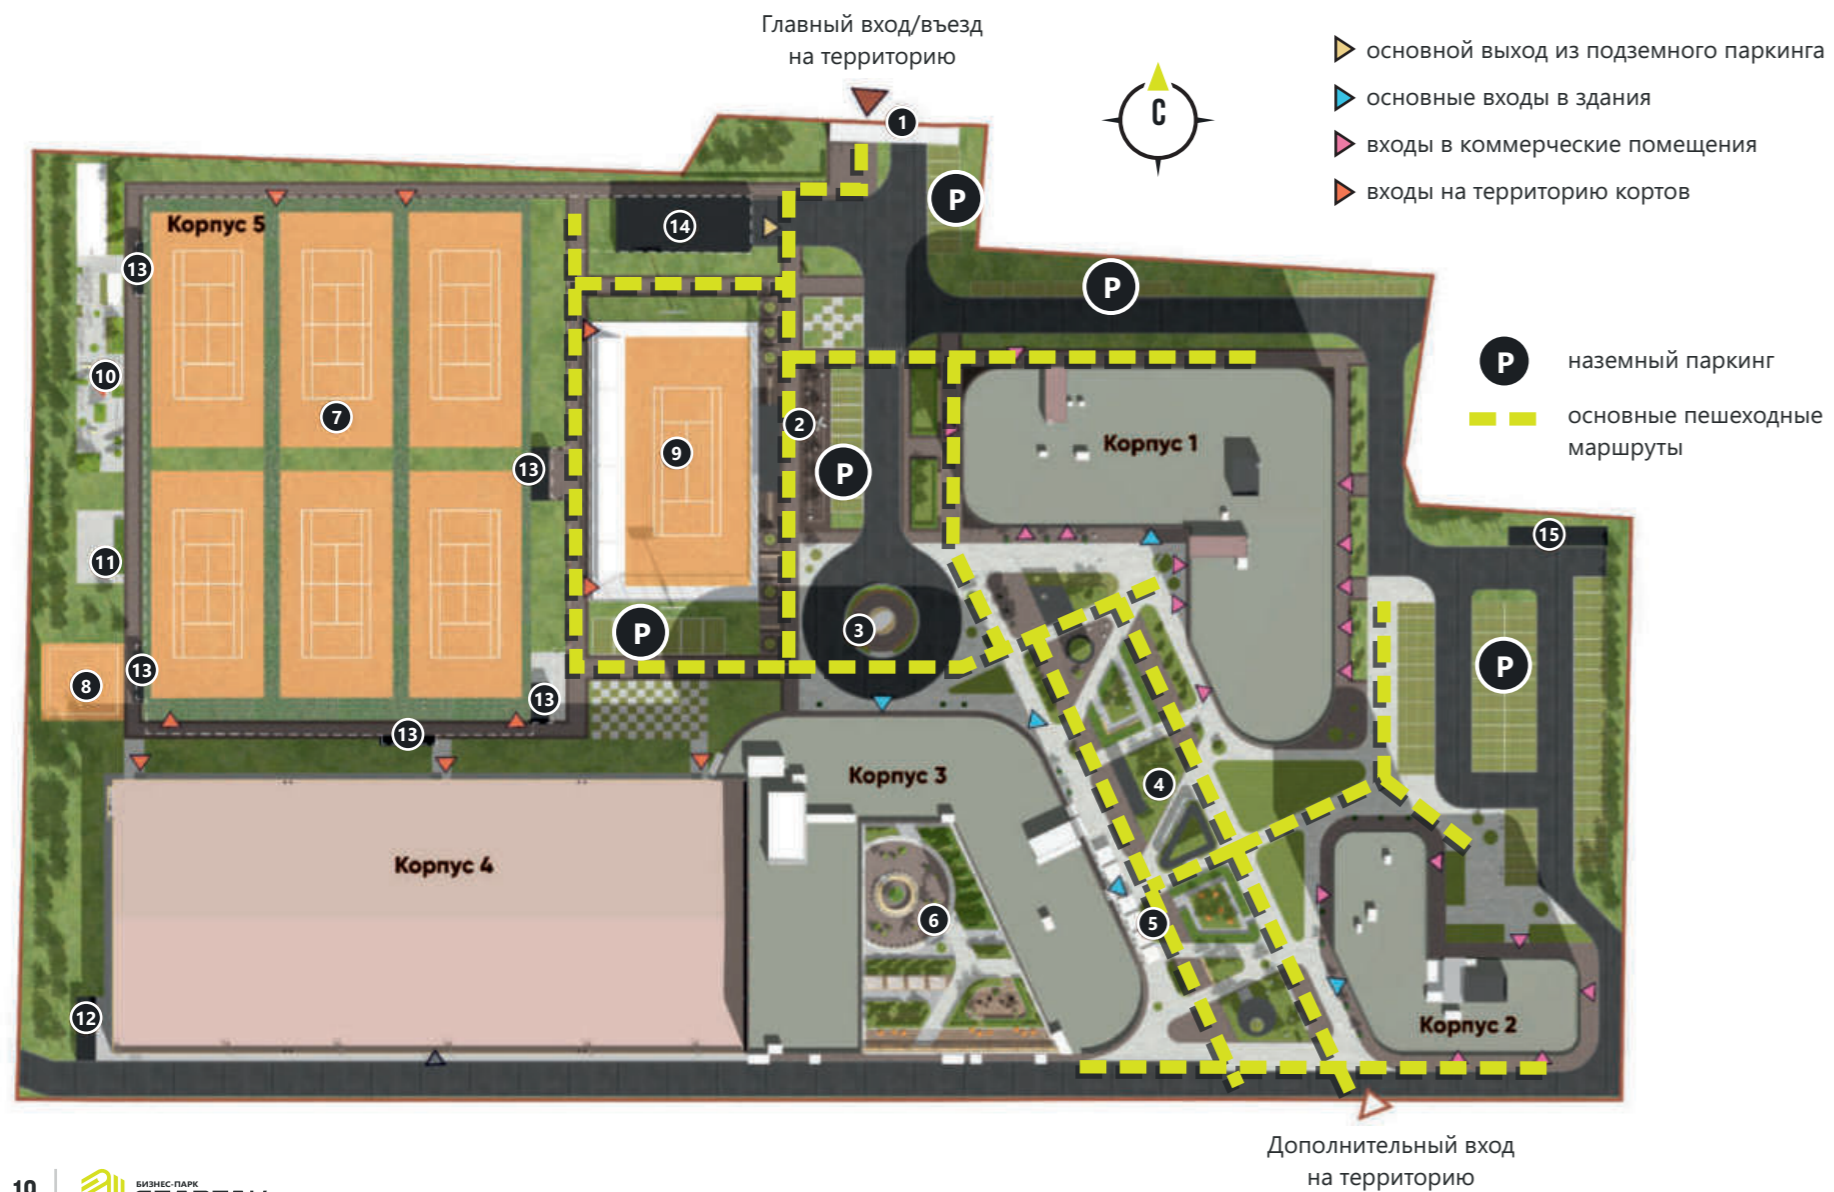 Главный вход/въезд
на территорию
основной выход из подземного паркинга
основные входы в здания
входы в коммерческие помещения
входы на территорию кортов
С
1
P
Корпус 5
14
13
P
P
наземный паркинг
основные пешеходные
маршруты
10
7
2
9
13
P
Корпус 1
11
15
3
P
P
8
13
13
13
4
Корпус 3
Корпус 4
6
5
12
Корпус 2
Дополнительный вход
на территорию
10
БИЗНЕС-ПАРК